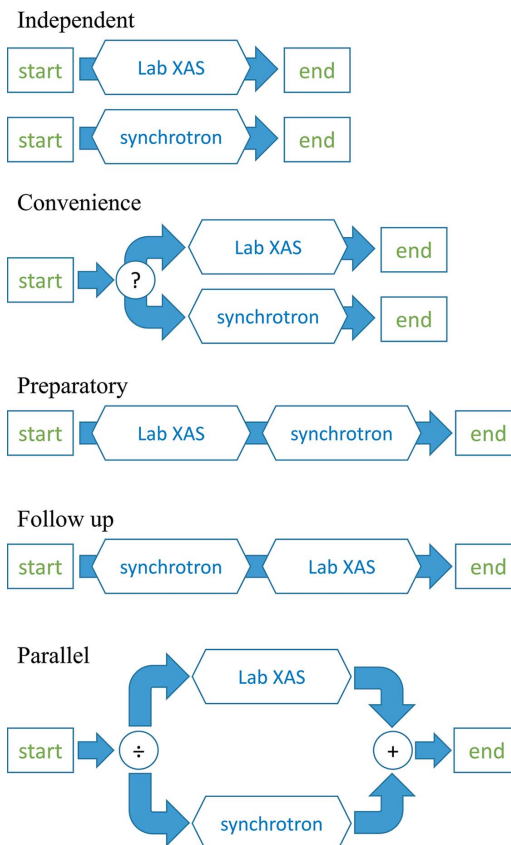 Independent
start Lab XAS end
start synchrotron end
Convenience
Lab XAS end
start ?
synchrotron end
Preparatory
start Lab XAS synchrotron end
Follow up
start synchrotron Lab XAS end
Parallel
Lab XAS
start ÷ + end
synchrotron